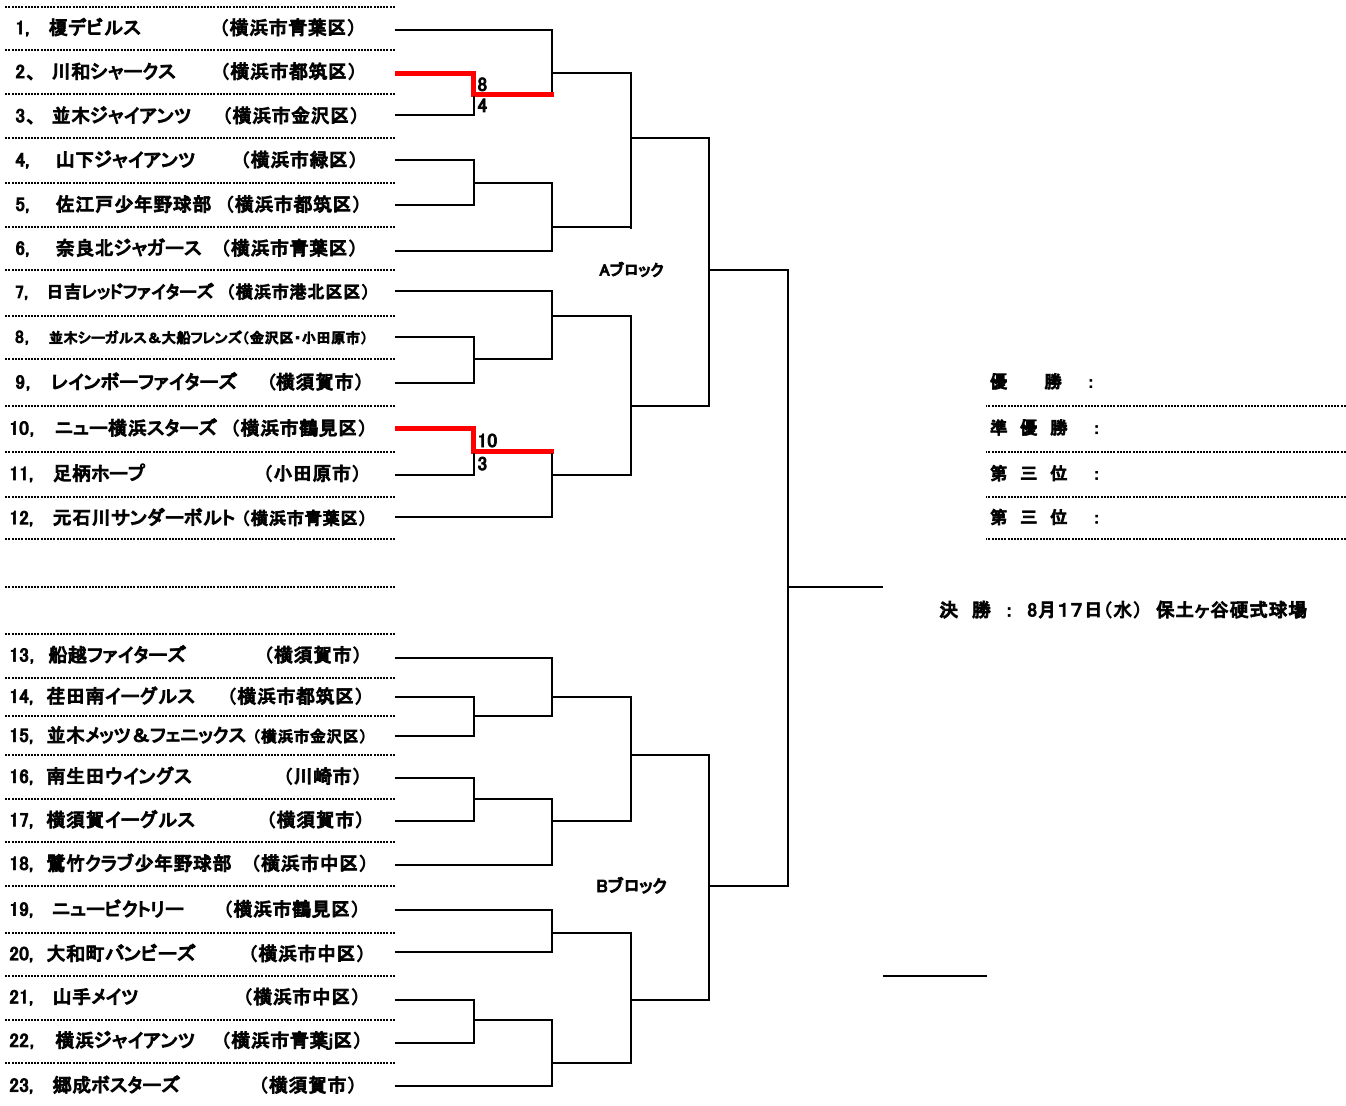 1, 榎デビルス (横浜市青葉区)
2、 川和シャークス (横浜市都筑区)
8
3、 並木ジャイアンツ (横浜市金沢区)
4
4, 山下ジャイアンツ (横浜市緑区)
5, 佐江戸少年野球部 (横浜市都筑区)
6, 奈良北ジャガース (横浜市青葉区)
Aブロック
7, 日吉レッドファイターズ (横浜市港北区区)
8, 並木シーガルス&大船フレンズ(金沢区・小田原市)
9, レインボーファイターズ (横須賀市)
優 勝 :
10, ニュー横浜スターズ (横浜市鶴見区)
準 優 勝 :
10
3
11, 足柄ホープ (小田原市)
第 三 位 :
12, 元石川サンダーボルト (横浜市青葉区)
第 三 位 :
決 勝 : 8月17日(水) 保土ヶ谷硬式球場
13, 船越ファイターズ (横須賀市)
14, 荏田南イーグルス (横浜市都筑区)
15, 並木メッツ&フェニックス (横浜市金沢区)
16, 南生田ウイングス (川崎市)
17, 横須賀イーグルス (横須賀市)
18, 鷺竹クラブ少年野球部 (横浜市中区)
Bブロック
19, ニュービクトリー (横浜市鶴見区)
20, 大和町バンビーズ (横浜市中区)
21, 山手メイツ (横浜市中区)
22, 横浜ジャイアンツ (横浜市青葉j区)
23, 郷成ボスターズ (横須賀市)